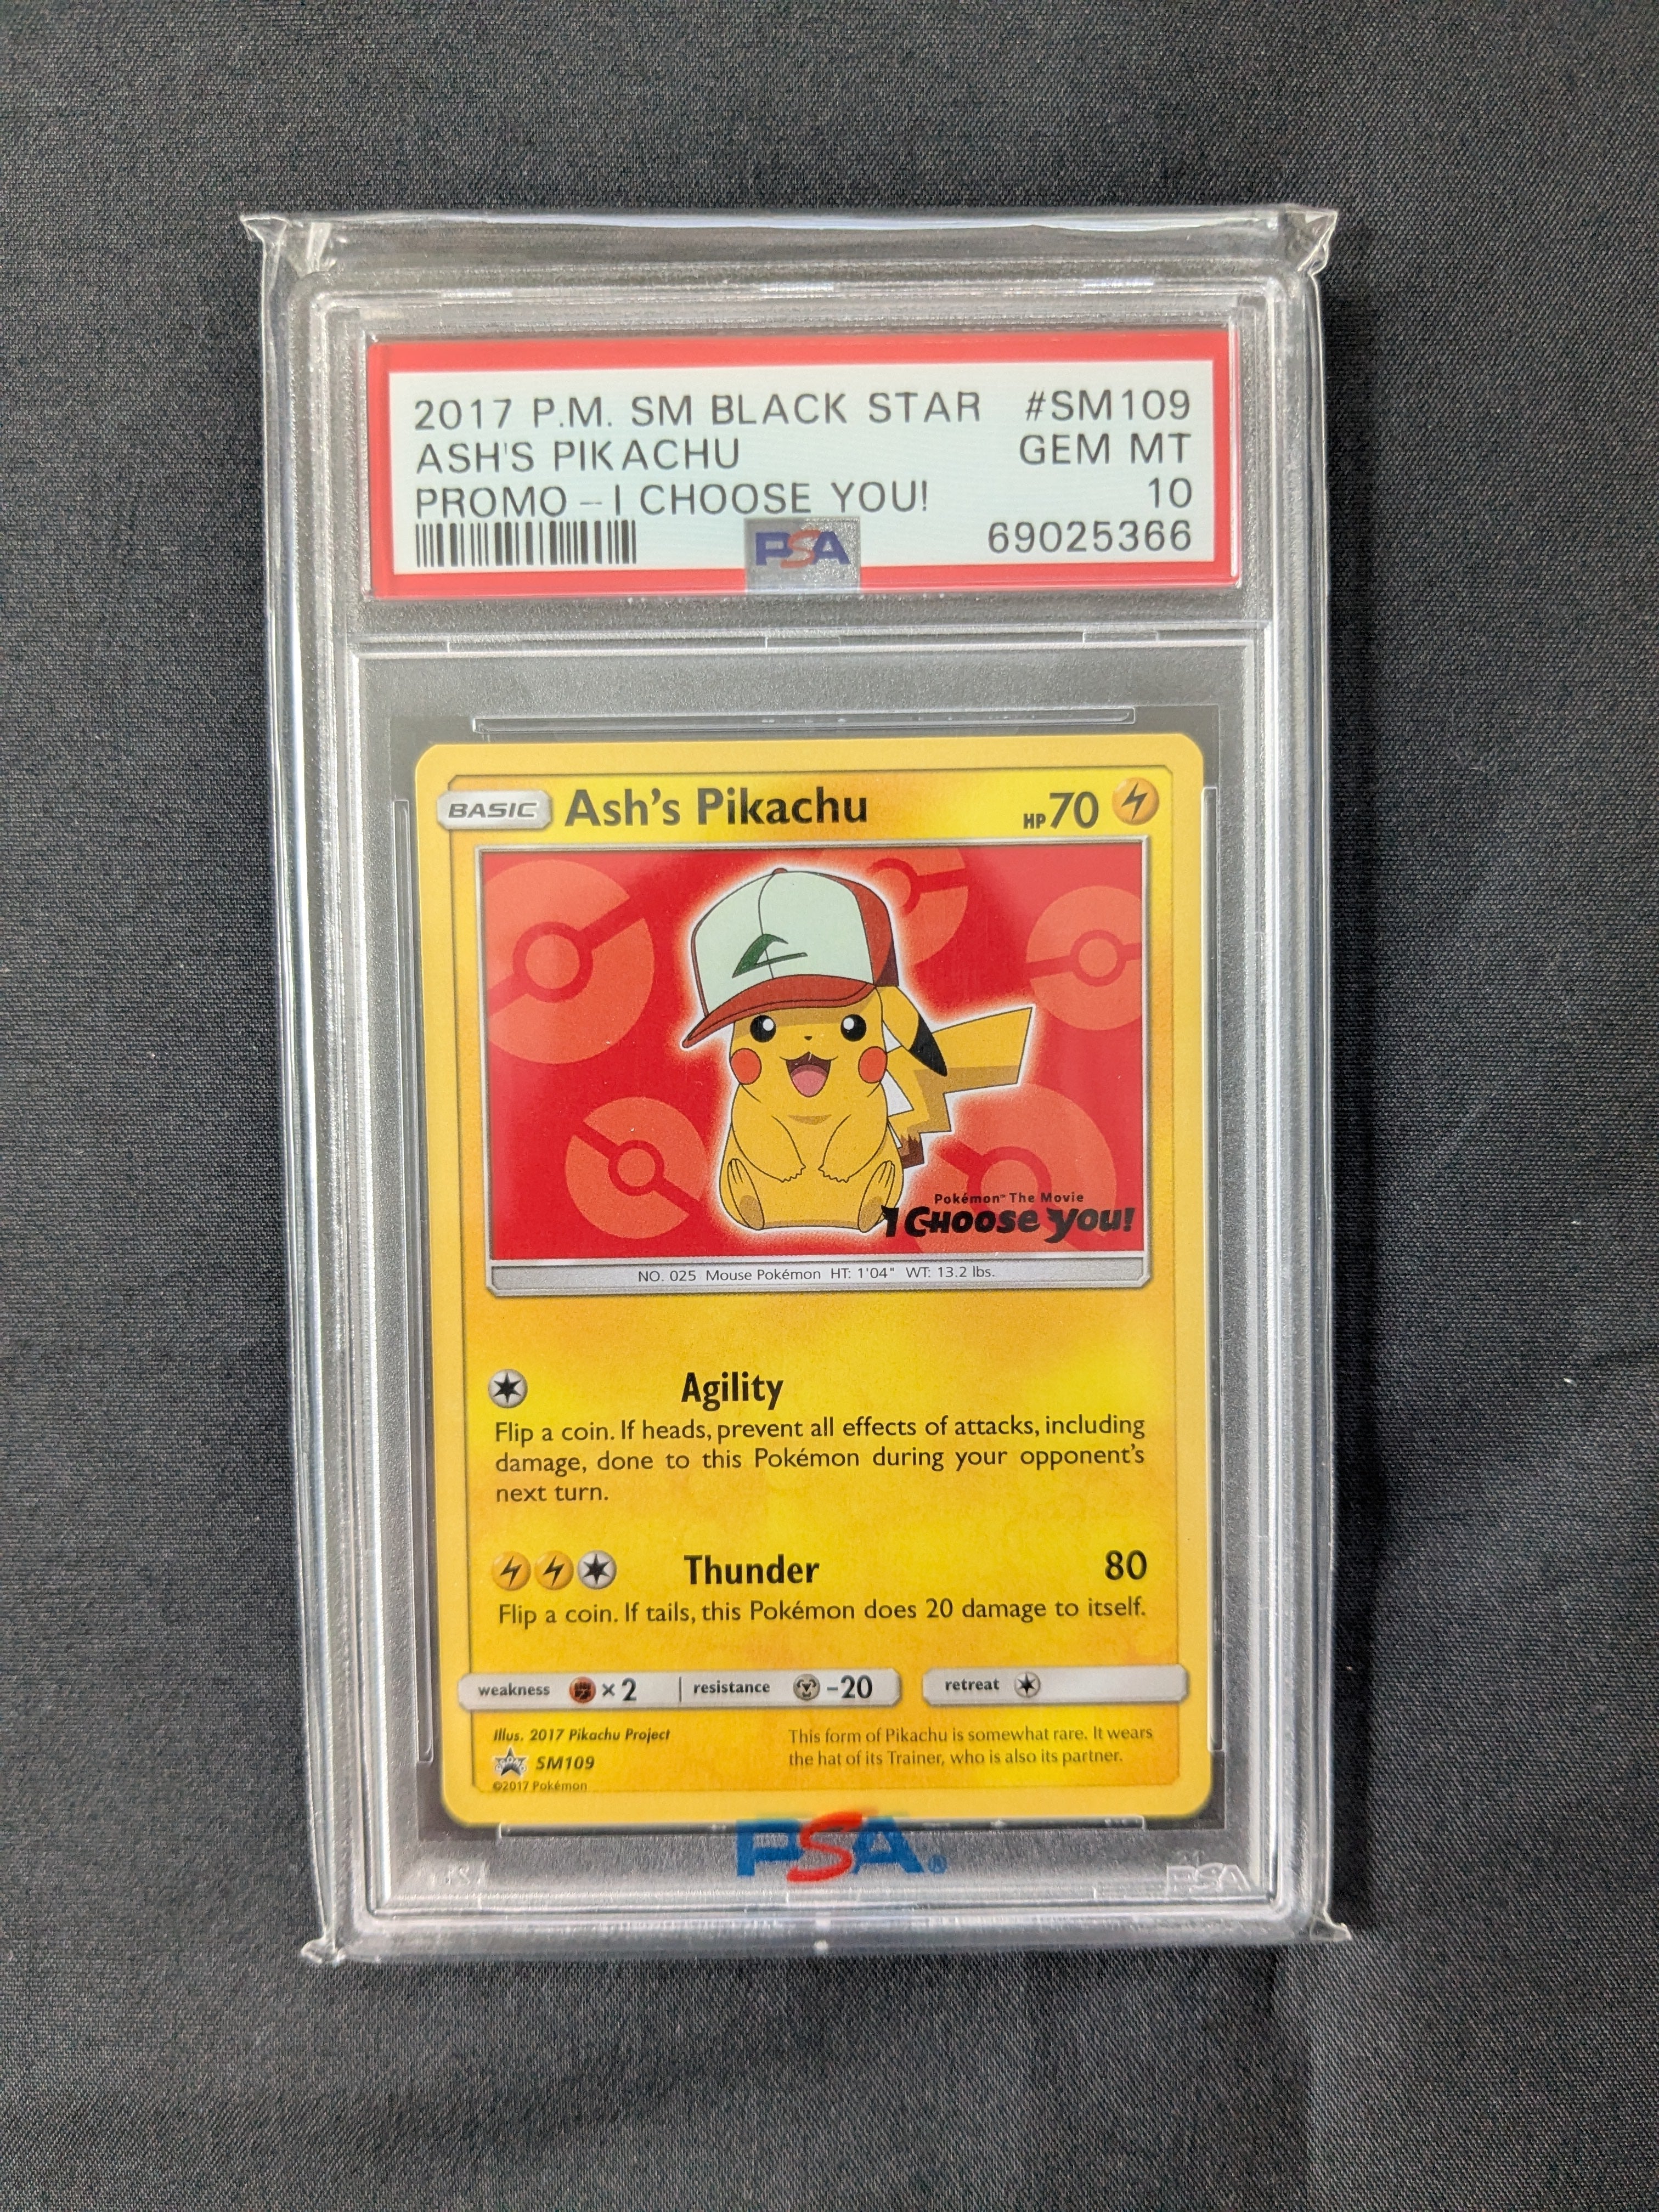 2017 P.M. SM BLACK STAR #SM109
ASH'S PIKACHU GEM MT
PROMO – I CHOOSE YOU! 10
PSA 69025366
BASIC Ash's Pikachu HP70
Pokémon™ The Movie
I Choose You!
NO. 025 Mouse Pokémon HT: 1'04" WT: 13.2 lbs.
Agility
Flip a coin. If heads, prevent all effects of attacks, including
damage, done to this Pokémon during your opponent's
next turn.
Thunder 80
Flip a coin. If tails, this Pokémon does 20 damage to itself.
weakness ×2 resistance –20 retreat
Illus. 2017 Pikachu Project
SM109
©2017 Pokémon
This form of Pikachu is somewhat rare. It wears
the hat of its Trainer, who is also its partner.
PSA®
PSA